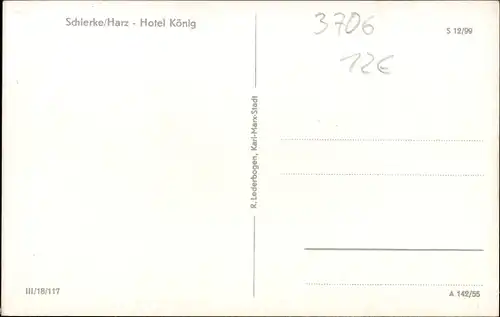 Schierke/Harz - Hotel König
3706
12€
S 12/99
R. Lederbogen, Karl-Marx-Stadt
III/18/117
A 142/55